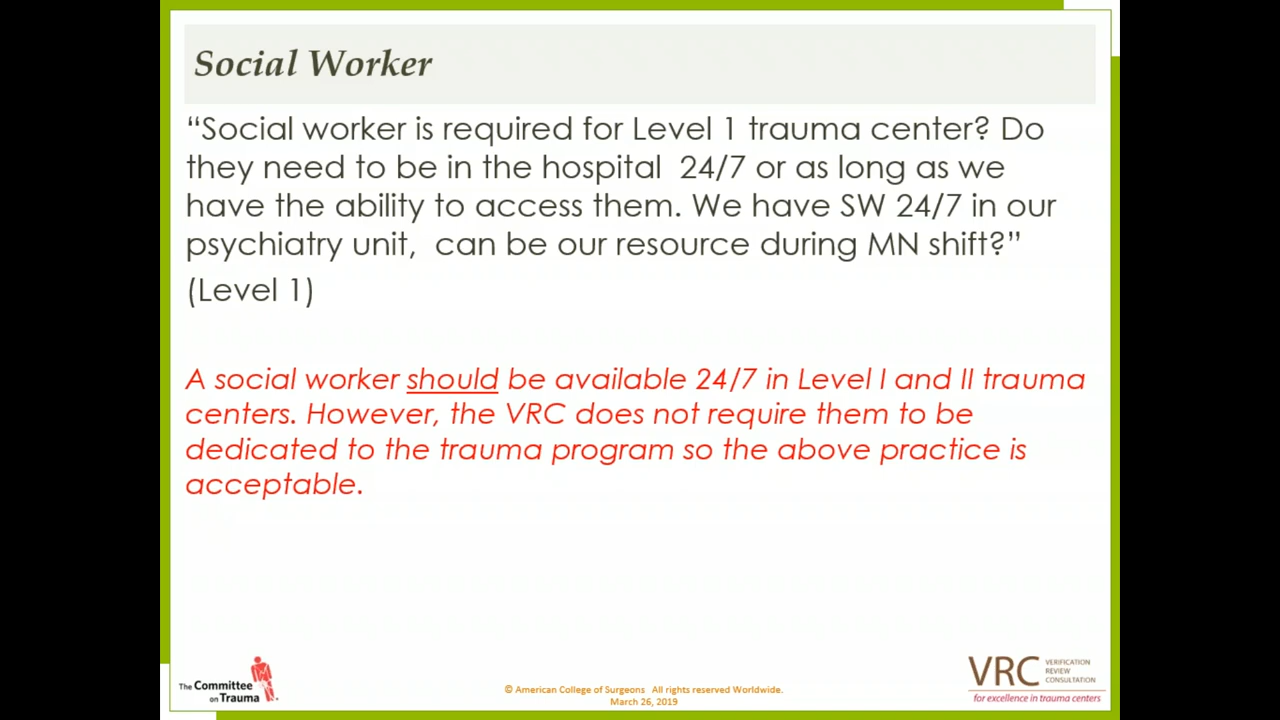 Social Worker
“Social worker is required for Level 1 trauma center? Do
they need to be in the hospital  24/7 or as long as we
have the ability to access them. We have SW 24/7 in our
psychiatry unit,  can be our resource during MN shift?”
(Level 1)
A social worker should be available 24/7 in Level I and II trauma
centers. However, the VRC does not require them to be
dedicated to the trauma program so the above practice is
acceptable.
The Committee
on Trauma
© American College of Surgeons  All rights reserved Worldwide.
March 26, 2019
VRC
VERIFICATION
REVIEW
CONSULTATION
for excellence in trauma centers